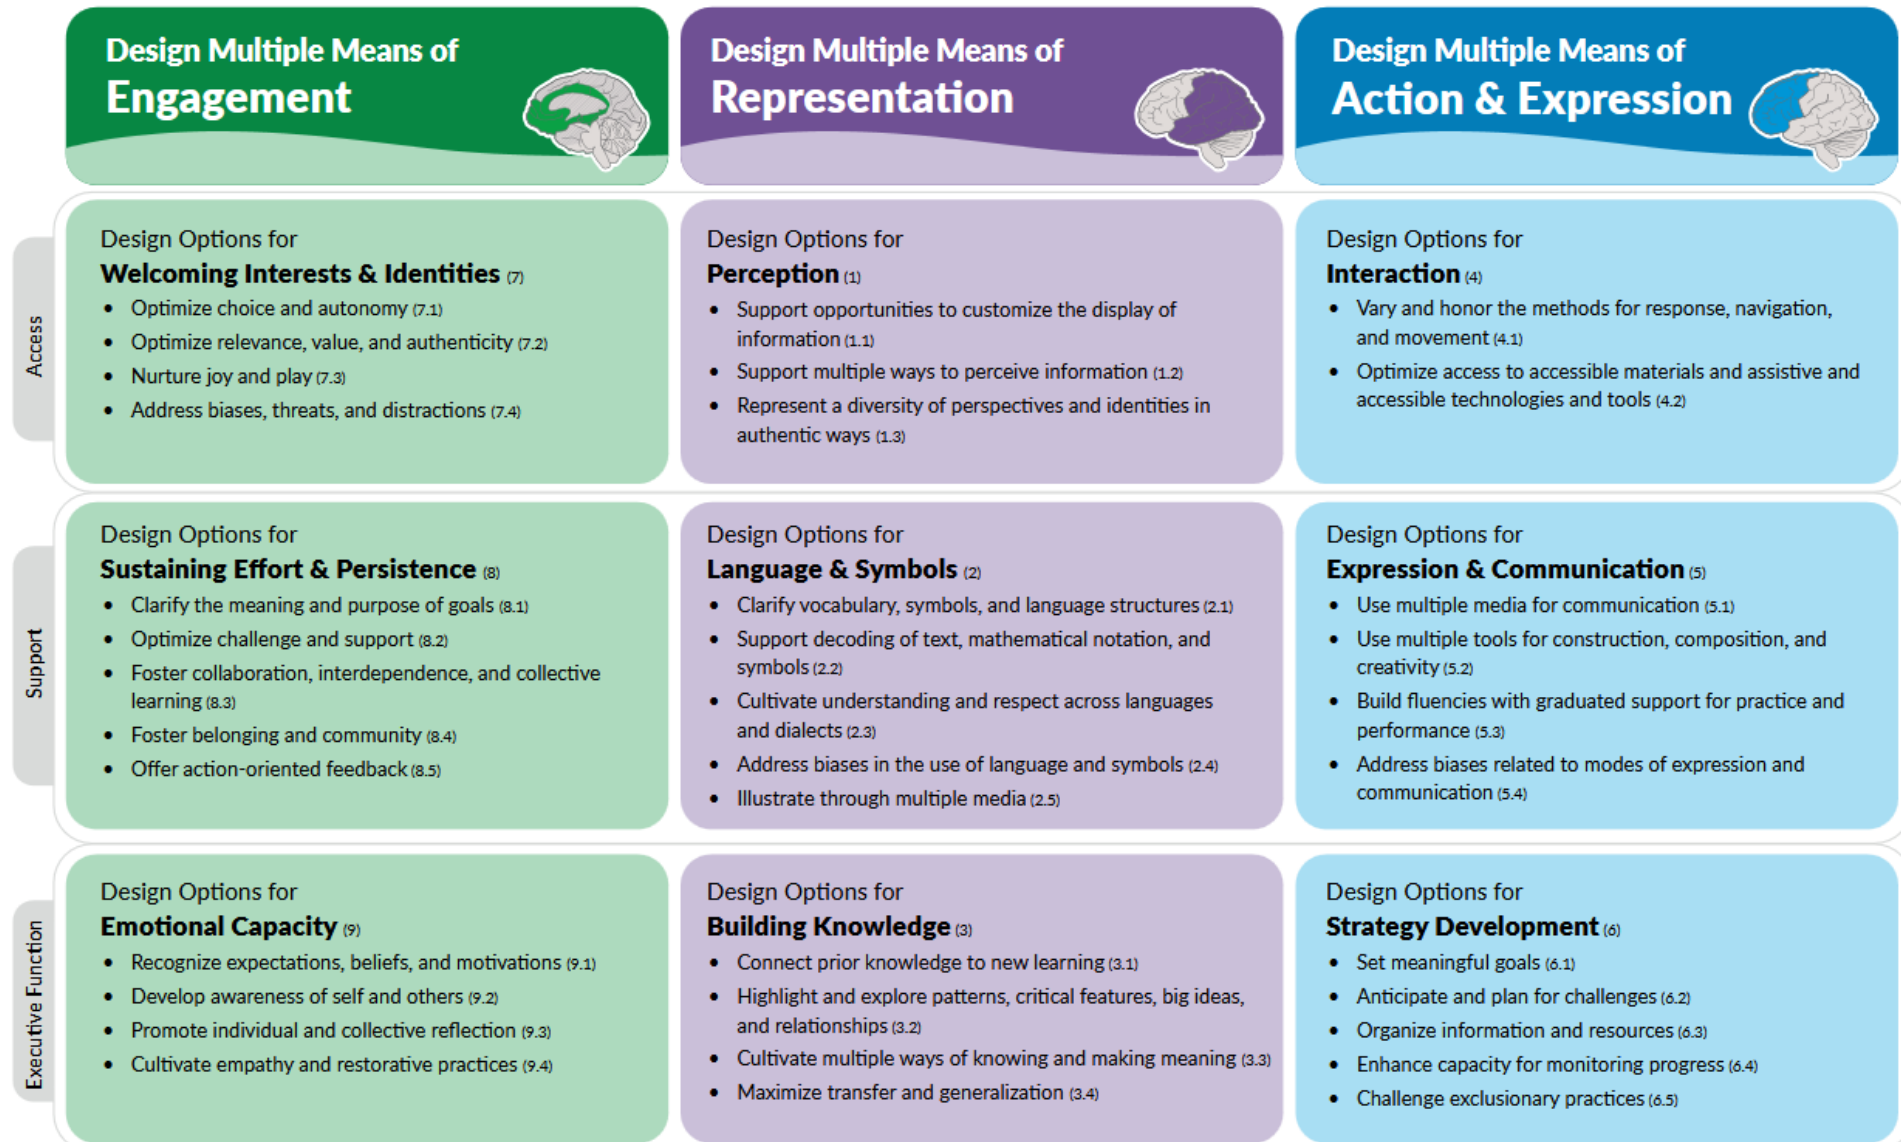 Design Multiple Means of
Engagement
Design Multiple Means of
Representation
Design Multiple Means of
Action & Expression
Access
Design Options for
Welcoming Interests & Identities (7)
• Optimize choice and autonomy (7.1)
• Optimize relevance, value, and authenticity (7.2)
• Nurture joy and play (7.3)
• Address biases, threats, and distractions (7.4)
Design Options for
Perception (1)
• Support opportunities to customize the display of
information (1.1)
• Support multiple ways to perceive information (1.2)
• Represent a diversity of perspectives and identities in
authentic ways (1.3)
Design Options for
Interaction (4)
• Vary and honor the methods for response, navigation,
and movement (4.1)
• Optimize access to accessible materials and assistive and
accessible technologies and tools (4.2)
Support
Design Options for
Sustaining Effort & Persistence (8)
• Clarify the meaning and purpose of goals (8.1)
• Optimize challenge and support (8.2)
• Foster collaboration, interdependence, and collective
learning (8.3)
• Foster belonging and community (8.4)
• Offer action-oriented feedback (8.5)
Design Options for
Language & Symbols (2)
• Clarify vocabulary, symbols, and language structures (2.1)
• Support decoding of text, mathematical notation, and
symbols (2.2)
• Cultivate understanding and respect across languages
and dialects (2.3)
• Address biases in the use of language and symbols (2.4)
• Illustrate through multiple media (2.5)
Design Options for
Expression & Communication (5)
• Use multiple media for communication (5.1)
• Use multiple tools for construction, composition, and
creativity (5.2)
• Build fluencies with graduated support for practice and
performance (5.3)
• Address biases related to modes of expression and
communication (5.4)
Executive Function
Design Options for
Emotional Capacity (9)
• Recognize expectations, beliefs, and motivations (9.1)
• Develop awareness of self and others (9.2)
• Promote individual and collective reflection (9.3)
• Cultivate empathy and restorative practices (9.4)
Design Options for
Building Knowledge (3)
• Connect prior knowledge to new learning (3.1)
• Highlight and explore patterns, critical features, big ideas,
and relationships (3.2)
• Cultivate multiple ways of knowing and making meaning (3.3)
• Maximize transfer and generalization (3.4)
Design Options for
Strategy Development (6)
• Set meaningful goals (6.1)
• Anticipate and plan for challenges (6.2)
• Organize information and resources (6.3)
• Enhance capacity for monitoring progress (6.4)
• Challenge exclusionary practices (6.5)